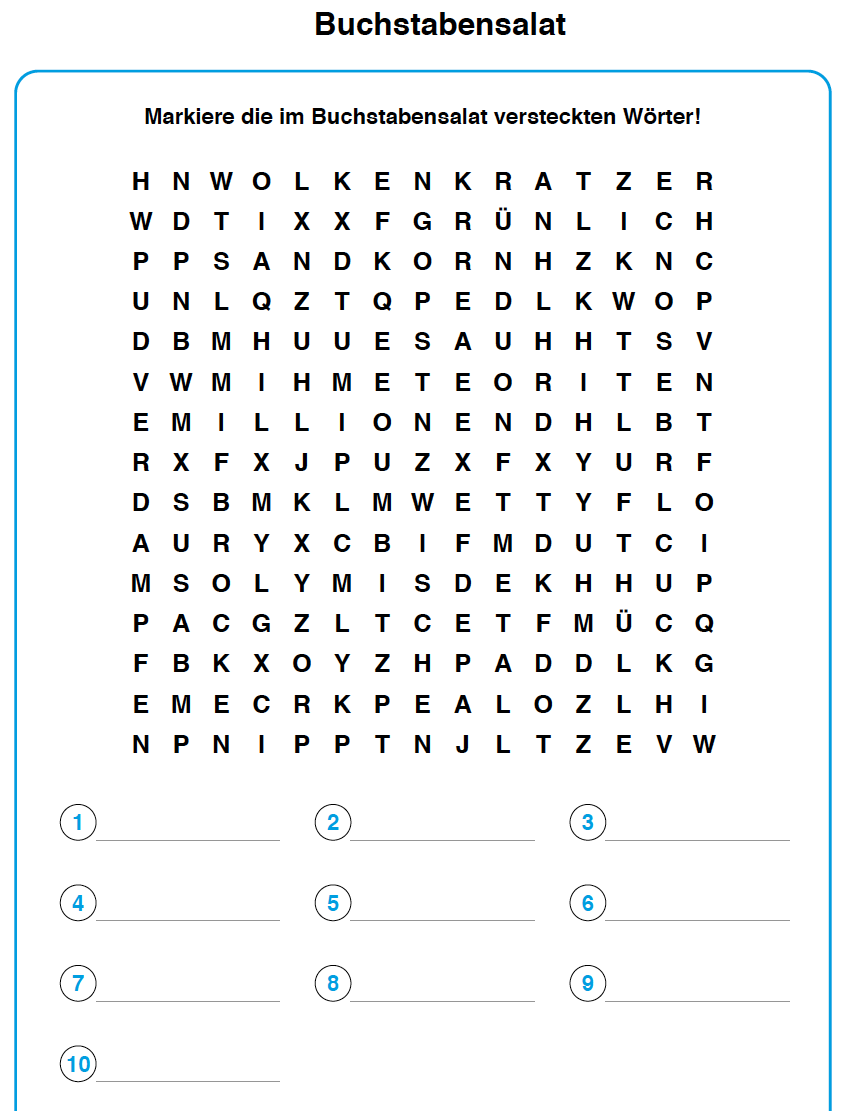 Buchstabensalat
Markiere die im Buchstabensalat versteckten Wörter!
H N W O L K E N K R A T Z E R
W D T I X X F G R Ü N L I C H
P P S A N D K O R N H Z K N C
U N L Q Z T Q P E D L K W O P
D B M H U U E S A U H H T S V
V W M I H M E T E O R I T E N
E M I L L I O N E N D H L B T
R X F X J P U Z X F X Y U R F
D S B M K L M W E T T Y F L O
A U R Y X C B I F M D U T C I
M S O L Y M I S D E K H H U P
P A C G Z L T C E T F M Ü C Q
F B K X O Y Z H P A D D L K G
E M E C R K P E A L O Z L H I
N P N I P P T N J L T Z E V W
1 2 3
4 5 6
7 8 9
10